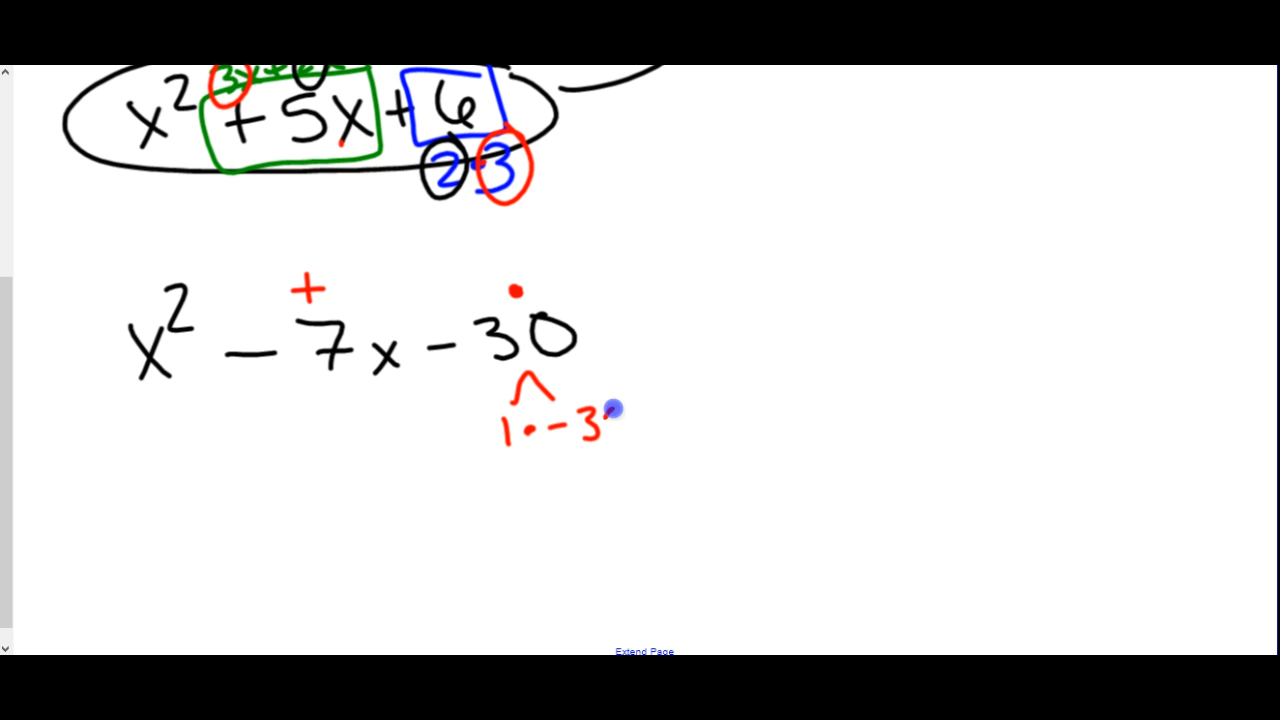 x² + 5x + 6
2 · 3
+ ·
x² - 7x - 30
1 · - 3
Extend Page